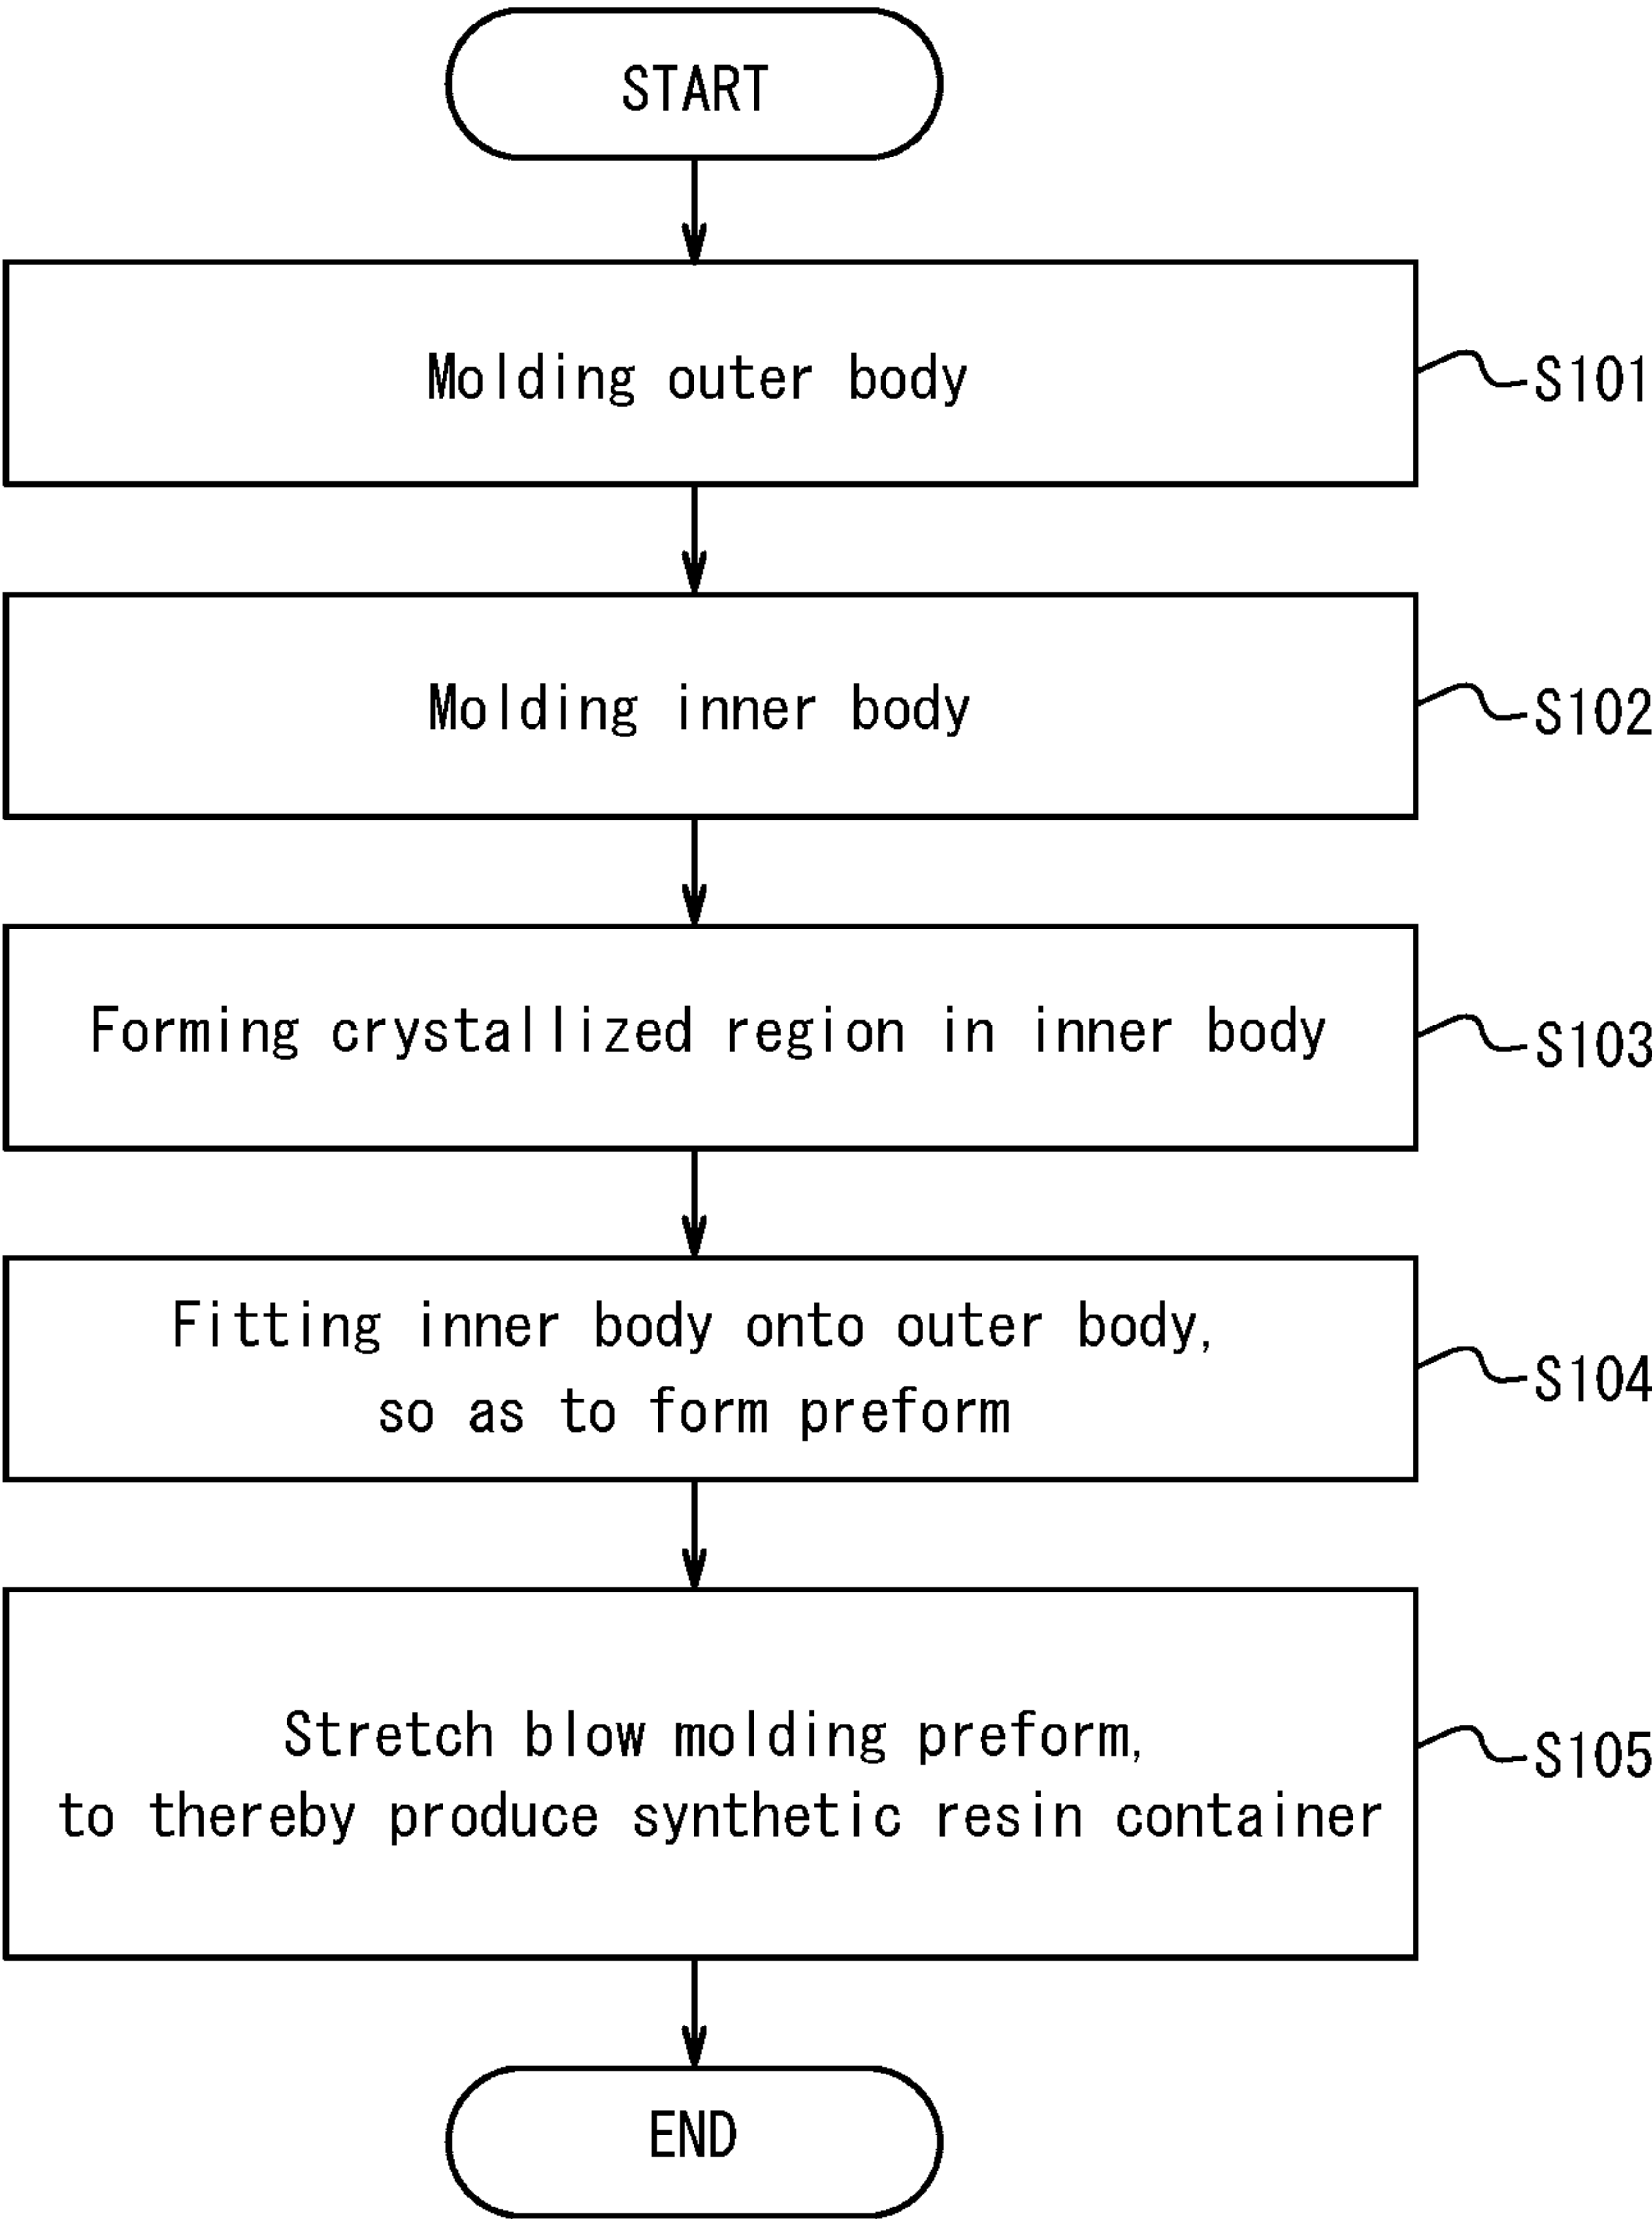 START
Molding outer body
S101
Molding inner body
S102
Forming crystallized region in inner body
S103
Fitting inner body onto outer body,
so as to form preform
S104
Stretch blow molding preform,
to thereby produce synthetic resin container
S105
END